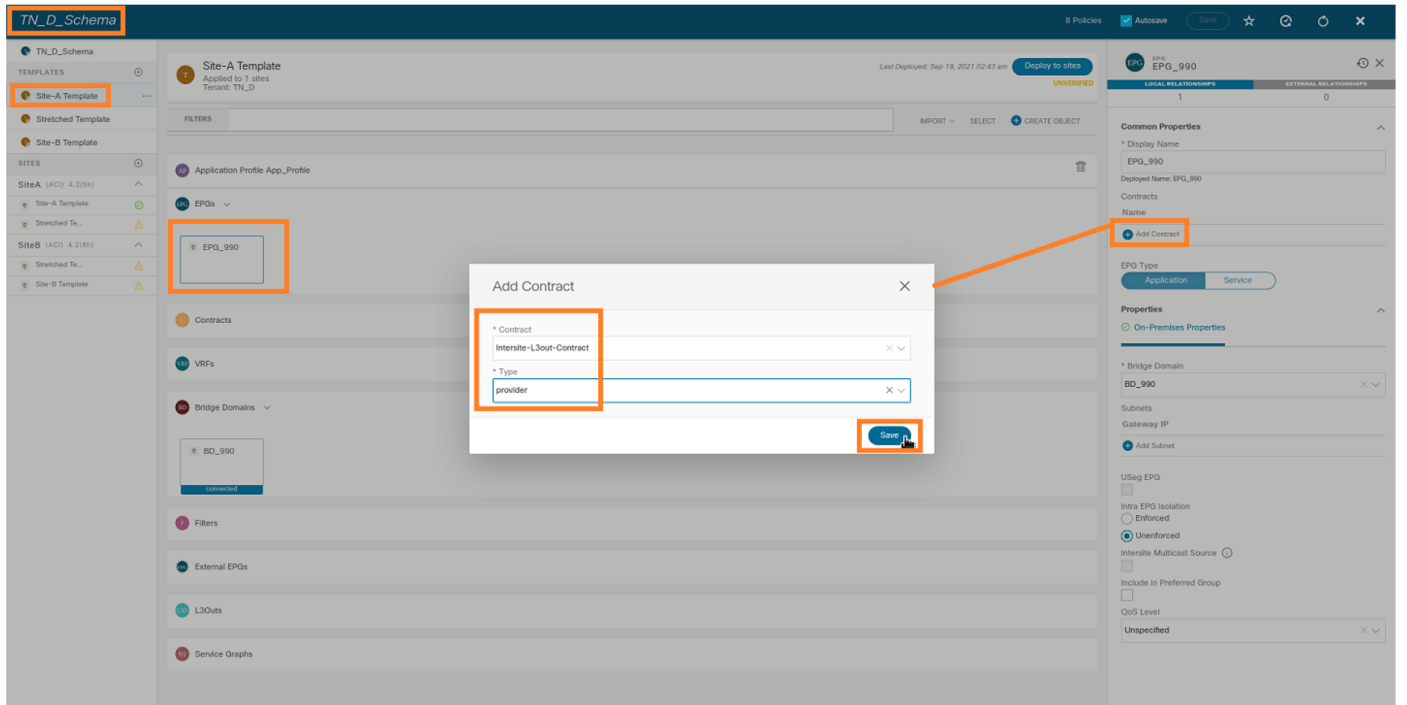 TN_D_Schema
8 Policies
Autosave
Save
TN_D_Schema
TEMPLATES
Site-A Template
Stretched Template
Site-B Template
SITES
SiteA (ACI) 4.2(6h)
Site-A Template
Stretched Te...
SiteB (ACI) 4.2(6h)
Stretched Te...
Site-B Template
T
Site-A Template
Applied to 1 sites
Tenant: TN_D
Last Deployed: Sep 19, 2021 02:43 am
Deploy to sites
UNVERIFIED
FILTERS
IMPORT
SELECT
CREATE OBJECT
AP
Application Profile App_Profile
EPG
EPGs
EPG_990
Contracts
VRFs
BD
Bridge Domains
BD_990
connected
F
Filters
External EPGs
L3Outs
SG
Service Graphs
Add Contract
* Contract
Intersite-L3out-Contract
* Type
provider
Save
EPG
EPG
EPG_990
LOCAL RELATIONSHIPS
EXTERNAL RELATIONSHIPS
1
0
Common Properties
* Display Name
EPG_990
Deployed Name: EPG_990
Contracts
Name
Add Contract
EPG Type
Application
Service
Properties
On-Premises Properties
* Bridge Domain
BD_990
Subnets
Gateway IP
Add Subnet
USeg EPG
Intra EPG Isolation
Enforced
Unenforced
Intersite Multicast Source
Include in Preferred Group
QoS Level
Unspecified